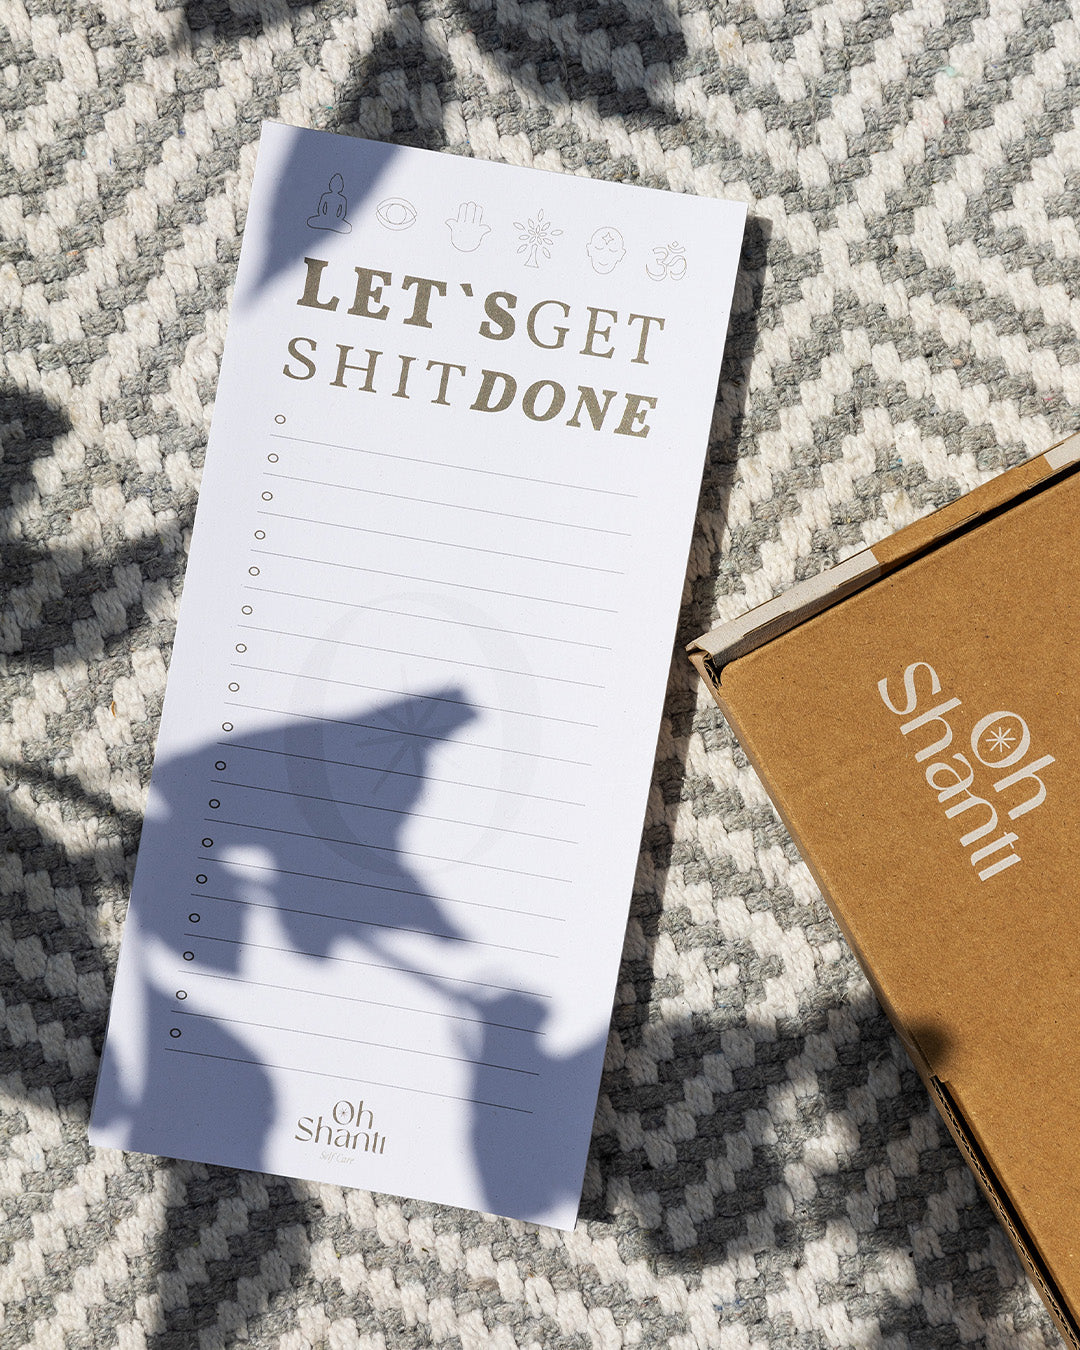 LET`SGET
SHITDONE
Oh
Shanti
Self Care
Oh
Shanti